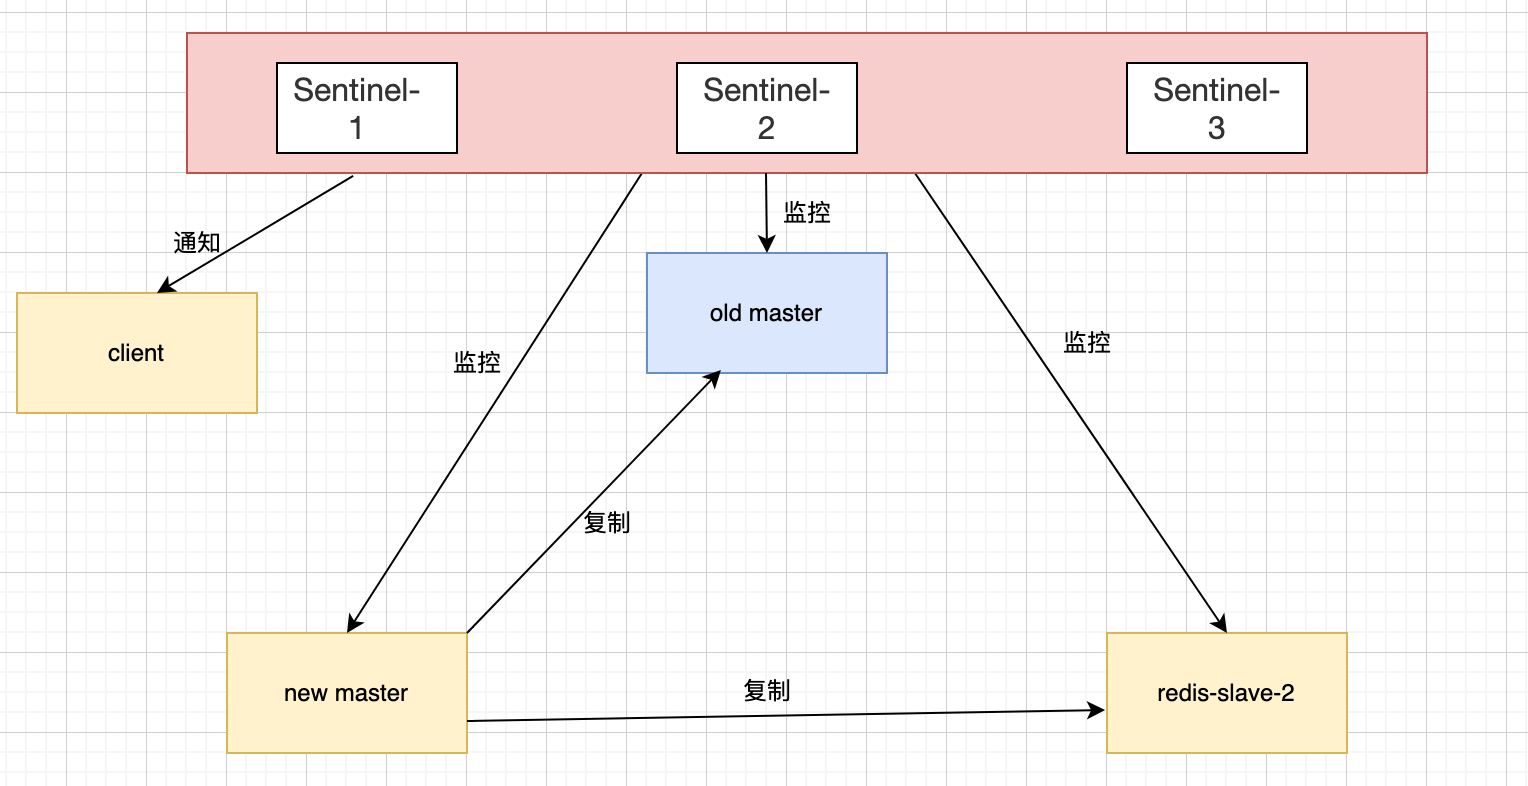 Sentinel-
1
Sentinel-
2
Sentinel-
3
通知
监控
client
old master
监控
监控
复制
new master
复制
redis-slave-2